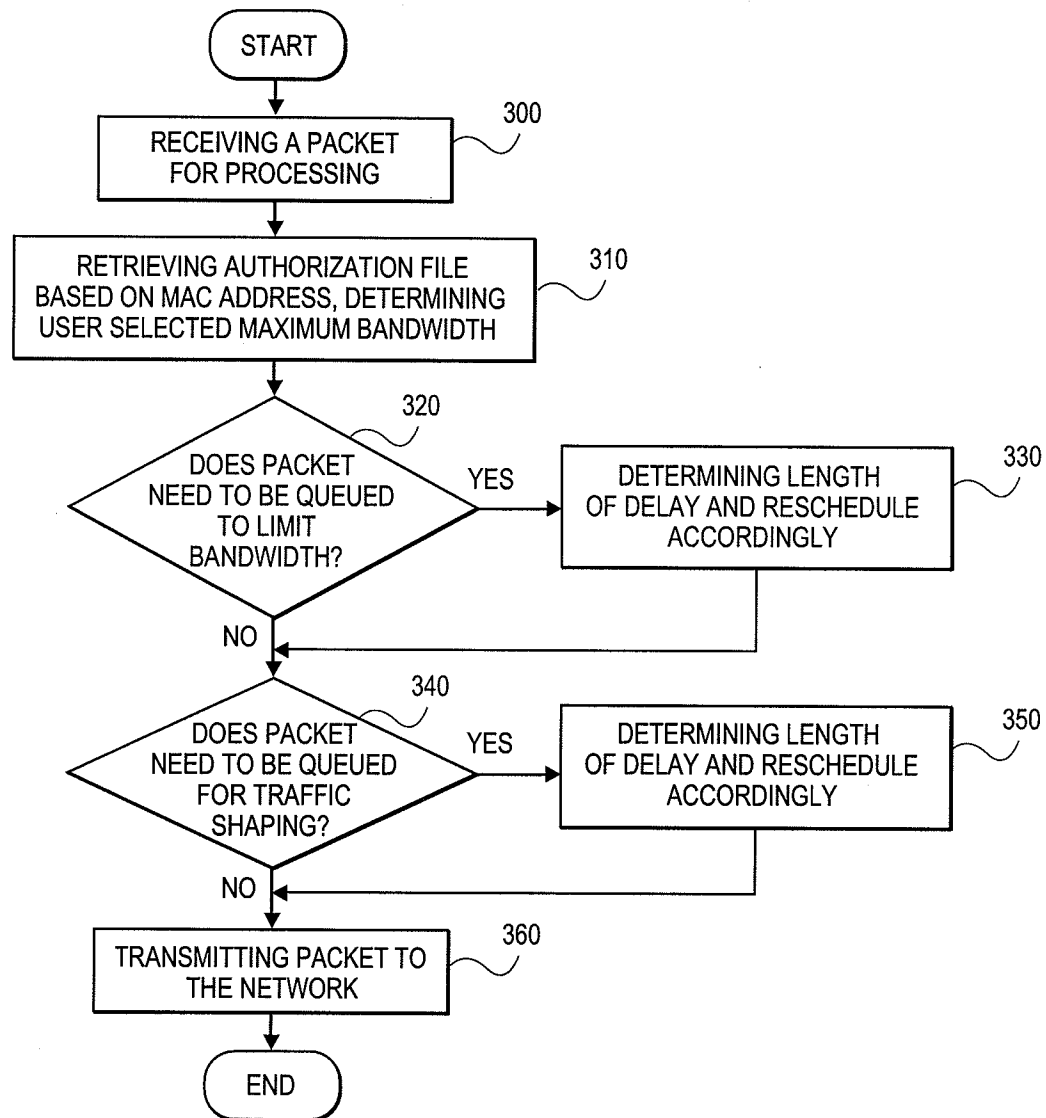 START
300
RECEIVING A PACKET
FOR PROCESSING
310
RETRIEVING AUTHORIZATION FILE
BASED ON MAC ADDRESS, DETERMINING
USER SELECTED MAXIMUM BANDWIDTH
320
DOES PACKET
NEED TO BE QUEUED
TO LIMIT
BANDWIDTH?
YES
330
DETERMINING LENGTH
OF DELAY AND RESCHEDULE
ACCORDINGLY
NO
340
DOES PACKET
NEED TO BE QUEUED
FOR TRAFFIC
SHAPING?
YES
350
DETERMINING LENGTH
OF DELAY AND RESCHEDULE
ACCORDINGLY
NO
360
TRANSMITTING PACKET TO
THE NETWORK
END